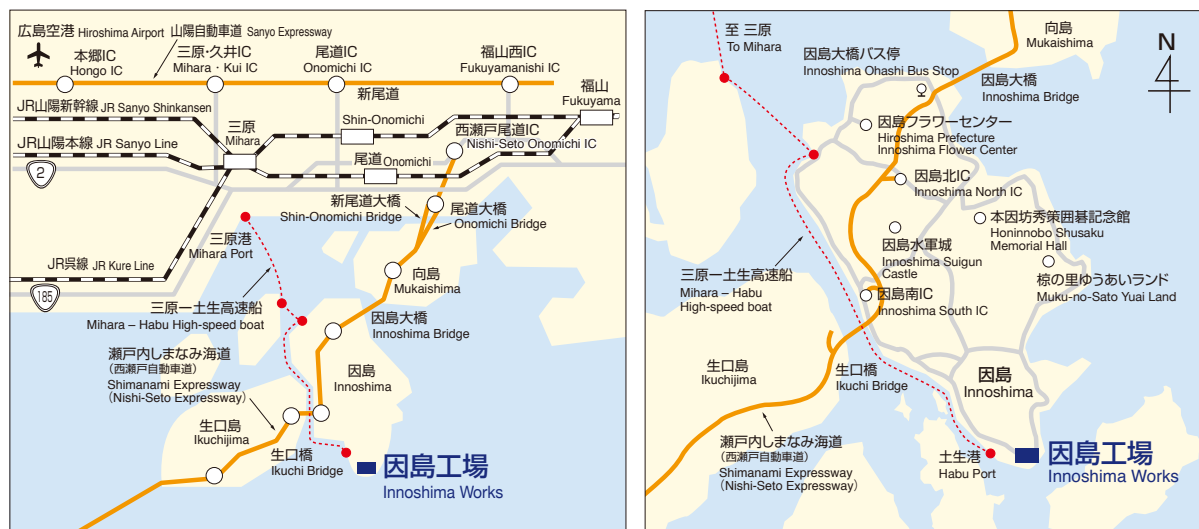 広島空港 Hiroshima Airport
山陽自動車道 Sanyo Expressway
本郷IC
Hongo IC
三原・久井IC
Mihara・Kui IC
尾道IC
Onomichi IC
福山西IC
Fukuyamanishi IC
新尾道
Shin-Onomichi
福山
Fukuyama
JR山陽新幹線 JR Sanyo Shinkansen
三原
Mihara
西瀬戸尾道IC
Nishi-Seto Onomichi IC
JR山陽本線 JR Sanyo Line
尾道 Onomichi
2
新尾道大橋
Shin-Onomichi Bridge
尾道大橋
Onomichi Bridge
三原港
Mihara Port
JR呉線 JR Kure Line
向島
Mukaishima
185
三原ー土生高速船
Mihara – Habu High-speed boat
因島大橋
Innoshima Bridge
瀬戸内しまなみ海道
(西瀬戸自動車道)
Shimanami Expressway
(Nishi-Seto Expressway)
因島
Innoshima
生口島
Ikuchijima
生口橋
Ikuchi Bridge
因島工場
Innoshima Works
至 三原
To Mihara
向島
Mukaishima
N
因島大橋バス停
Innoshima Ohashi Bus Stop
因島大橋
Innoshima Bridge
因島フラワーセンター
Hiroshima Prefecture
Innoshima Flower Center
因島北IC
Innoshima North IC
本因坊秀策囲碁記念館
Honinnobo Shusaku
Memorial Hall
因島水軍城
Innoshima Suigun
Castle
三原ー土生高速船
Mihara – Habu
High-speed boat
椋の里ゆうあいランド
Muku-no-Sato Yuai Land
因島南IC
Innoshima South IC
生口島
Ikuchijima
生口橋
Ikuchi Bridge
因島
Innoshima
瀬戸内しまなみ海道
(西瀬戸自動車道)
Shimanami Expressway
(Nishi-Seto Expressway)
土生港
Habu Port
因島工場
Innoshima Works